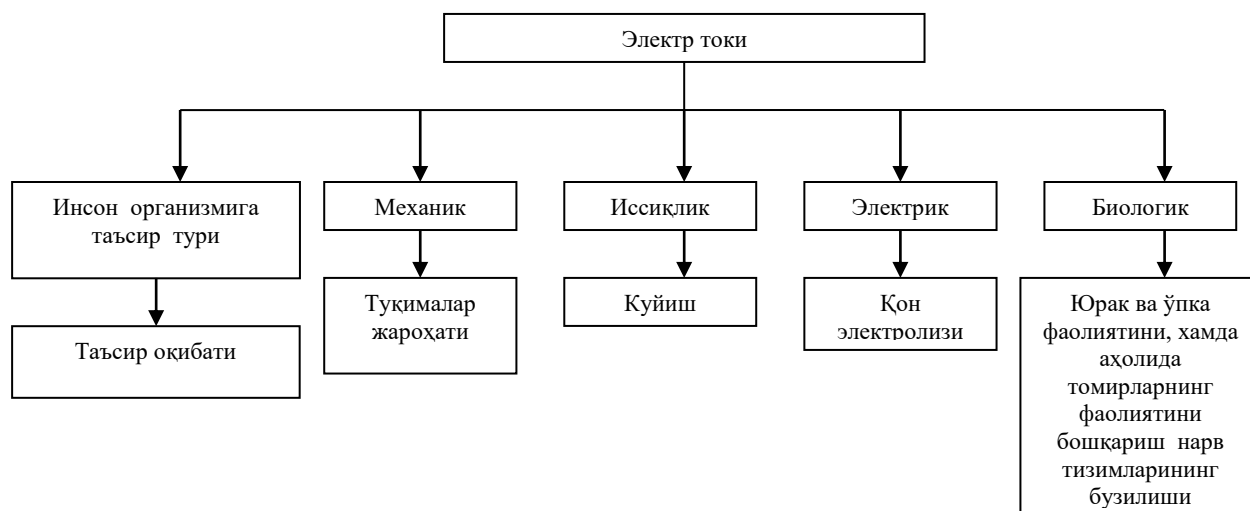 Электр токи
Инсон организмига
таъсир тури
Механик
Иссиқлик
Электрик
Биологик
Таъсир оқибати
Туқималар
жароҳати
Куйиш
Қон
электролизи
Юрак ва ўпка
фаолиятини, хамда
аҳолида
томирларнинг
фаолиятини
бошқариш нарв
тизимларининг
бузилиши